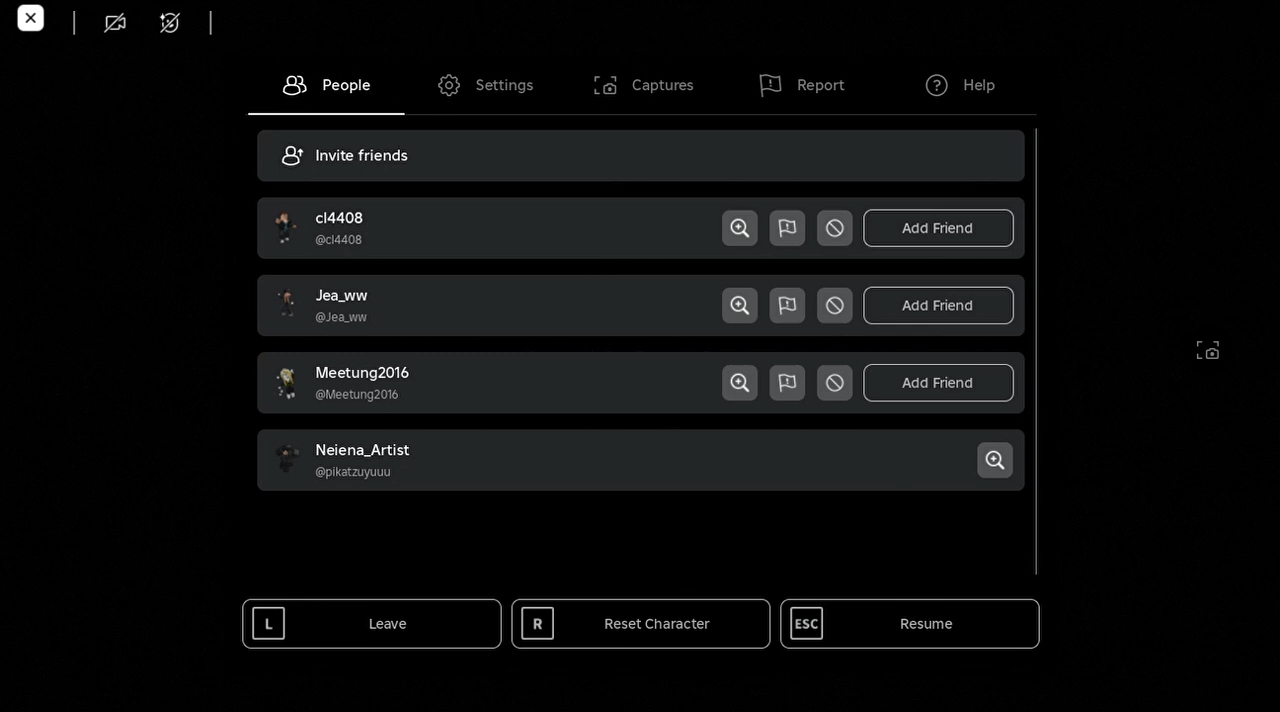 People Settings Captures Report Help
Invite friends
cl4408
@cl4408
Add Friend
Jea_ww
@Jea_ww
Add Friend
Meetung2016
@Meetung2016
Add Friend
Neiena_Artist
@pikatzuyuuu
L Leave R Reset Character ESC Resume